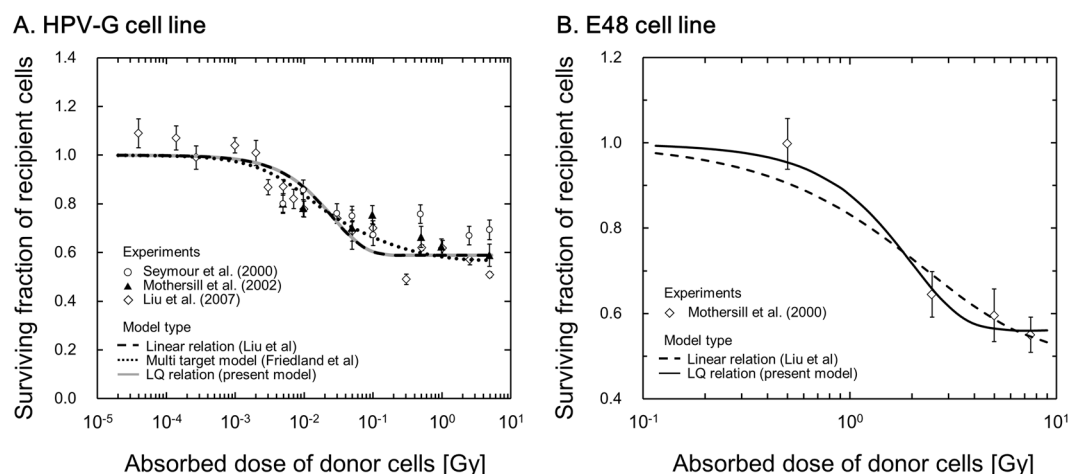 A. HPV-G cell line
Surviving fraction of recipient cells
1.4
1.2
1.0
0.8
0.6
0.4
0.2
0.0
Experiments
Seymour et al. (2000)
Mothersill et al. (2002)
Liu et al. (2007)
Model type
Linear relation (Liu et al)
Multi target model (Friedland et al)
LQ relation (present model)
10-5 10-4 10-3 10-2 10-1 100 101
Absorbed dose of donor cells [Gy]
B. E48 cell line
Surviving fraction of recipient cells
1.2
1.0
0.8
0.6
0.4
Experiments
Mothersill et al. (2000)
Model type
Linear relation (Liu et al)
LQ relation (present model)
10-1 100 101
Absorbed dose of donor cells [Gy]